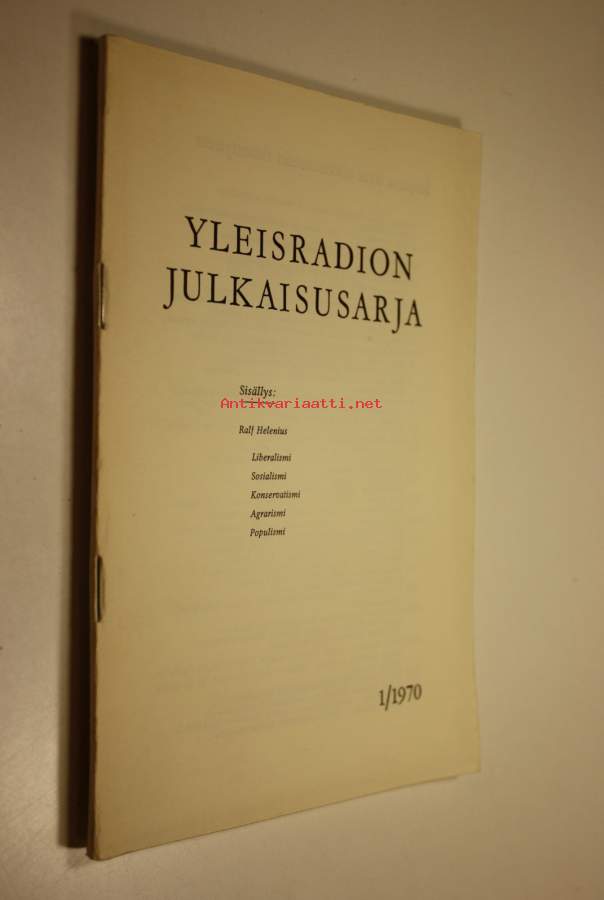 YLEISRADION
JULKAISUSARJA
Sisällys:
Antikvariaatti.net
Ralf Helenius
Liberalismi
Sosialismi
Konservatismi
Agrarismi
Populismi
1/1970